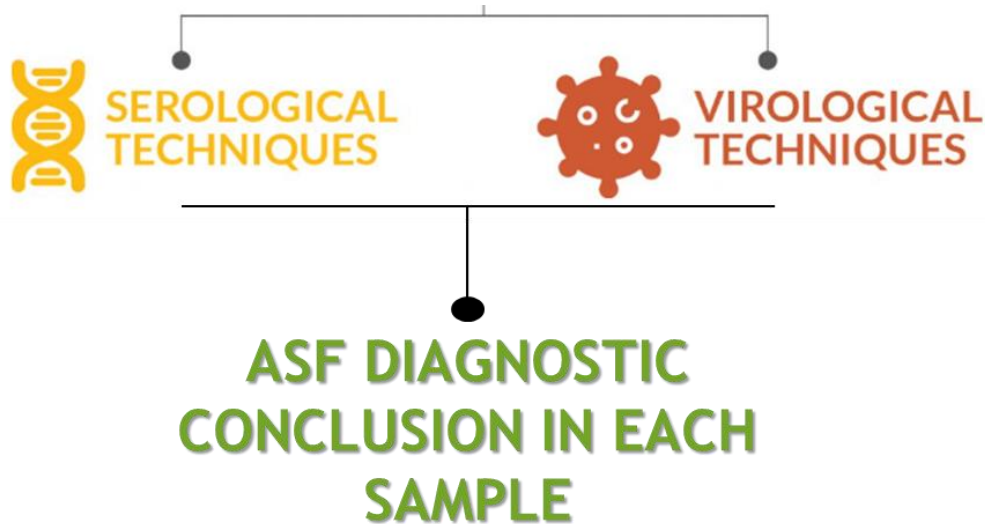 SEROLOGICAL
TECHNIQUES
VIROLOGICAL
TECHNIQUES
ASF DIAGNOSTIC
CONCLUSION IN EACH
SAMPLE